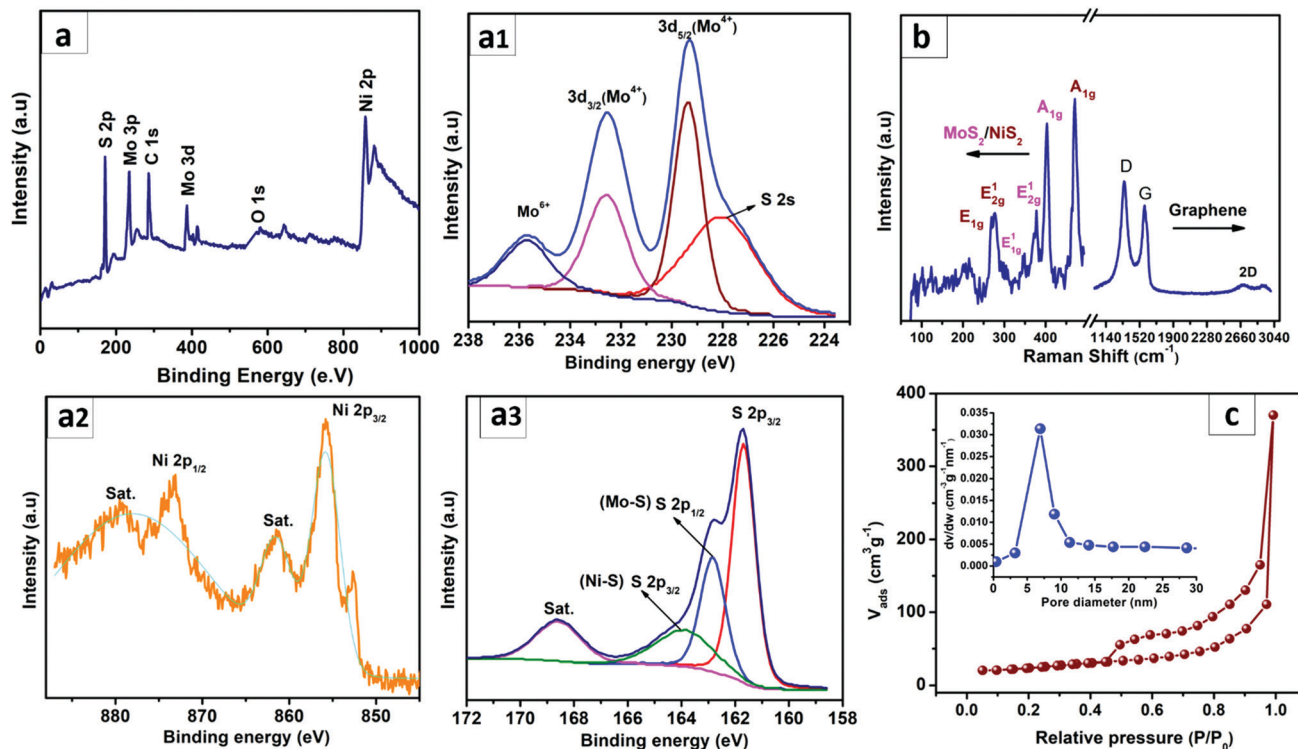 a
Intensity (a.u)
S 2p
Mo 3p
C 1s
Mo 3d
O 1s
Ni 2p
0 200 400 600 800 1000
Binding Energy (e.V)
a1
Intensity (a.u)
3d5/2(Mo4+)
3d3/2(Mo4+)
Mo6+
S 2s
238 236 234 232 230 228 226 224
Binding energy (eV)
b
Intensity (a.u)
MoS2/NiS2
E1g
E12g
E11g
E12g
A1g
A1g
D
G
Graphene
2D
100 200 300 400 1140 1520 1900 2280 2660 3040
Raman Shift (cm-1)
a2
Intensity (a.u)
Ni 2p3/2
Ni 2p1/2
Sat.
Sat.
880 870 860 850
Binding energy (eV)
a3
Intensity (a.u)
S 2p3/2
(Mo-S) S 2p1/2
(Ni-S) S 2p3/2
Sat.
172 170 168 166 164 162 160 158
Binding energy (eV)
c
400
300
200
100
0
Vads (cm3g-1)
0.035
0.030
0.025
0.020
0.015
0.010
0.005
0.000
dv/dw (cm-3g-1nm-1)
0 5 10 15 20 25 30
Pore diameter (nm)
0.0 0.2 0.4 0.6 0.8 1.0
Relative pressure (P/P0)